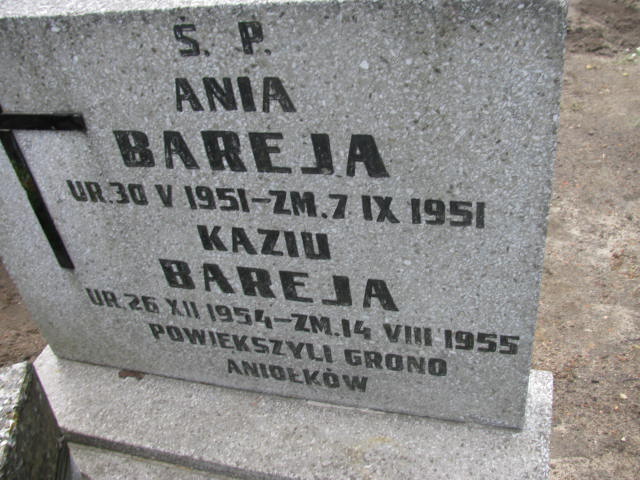 Ś. P.
ANIA
BAREJA
UR. 30 V 1951 – ZM. 7 IX 1951
KAZIU
BAREJA
UR. 26 XII 1954 – ZM. 14 VIII 1955
POWIEKSZYLI GRONO
ANIOŁKÓW